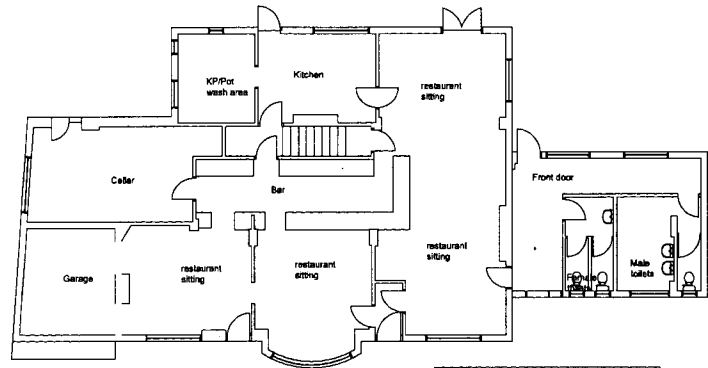 KP/Pot
wash area
Kitchen
restaurant
sitting
Cellar
Bar
Front door
Garage
restaurant
sitting
restaurant
sitting
restaurant
sitting
Female
Male
toilets